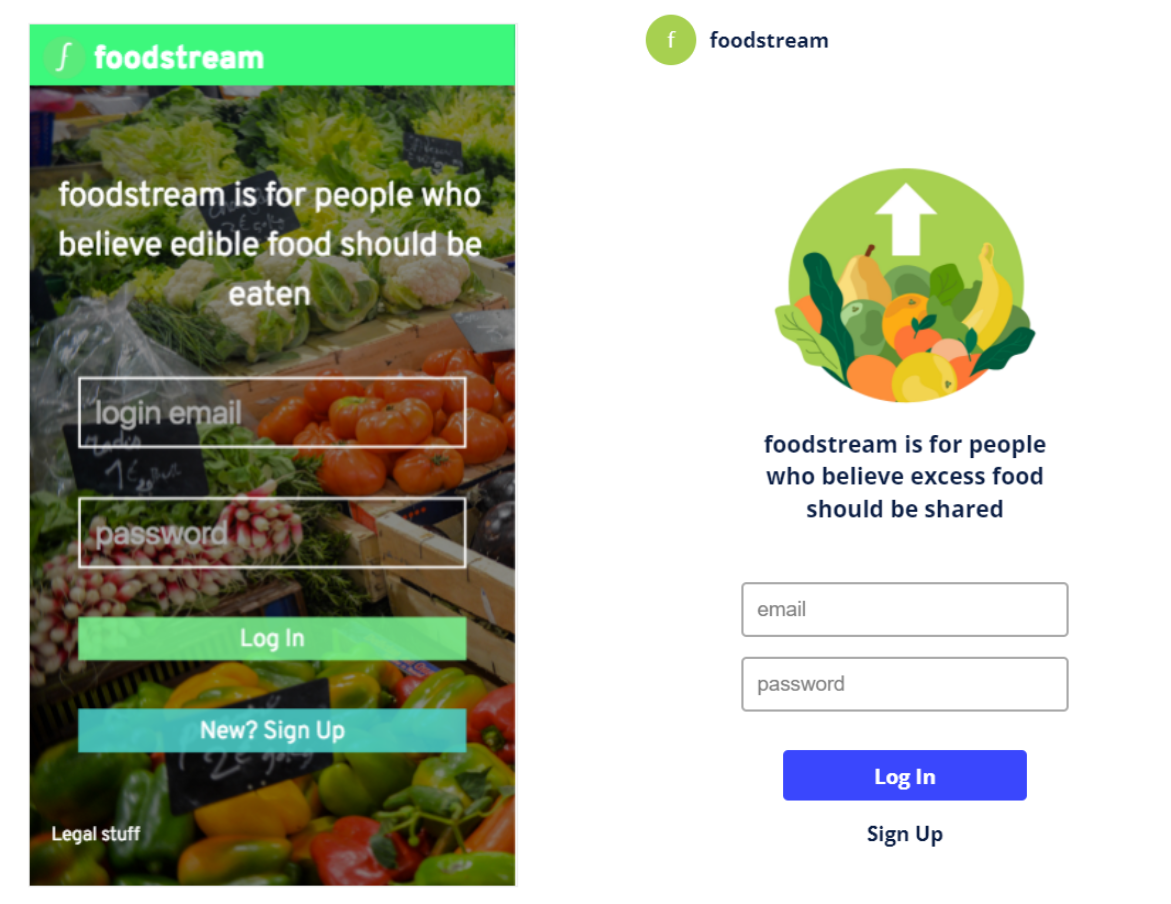 f foodstream
foodstream is for people who
believe edible food should be
eaten
login email
password
Log In
New? Sign Up
Legal stuff
f foodstream
foodstream is for people
who believe excess food
should be shared
email
password
Log In
Sign Up